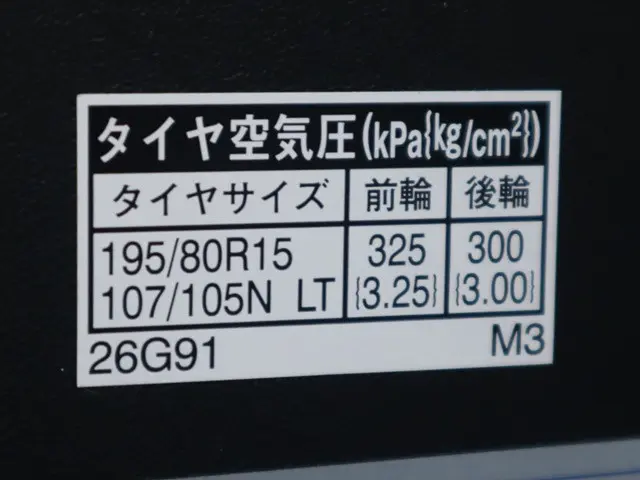 タイヤ空気圧(kPa{kg/cm²})
タイヤサイズ 前輪 後輪
195/80R15 325 300
107/105N LT {3.25} {3.00}
26G91 M3